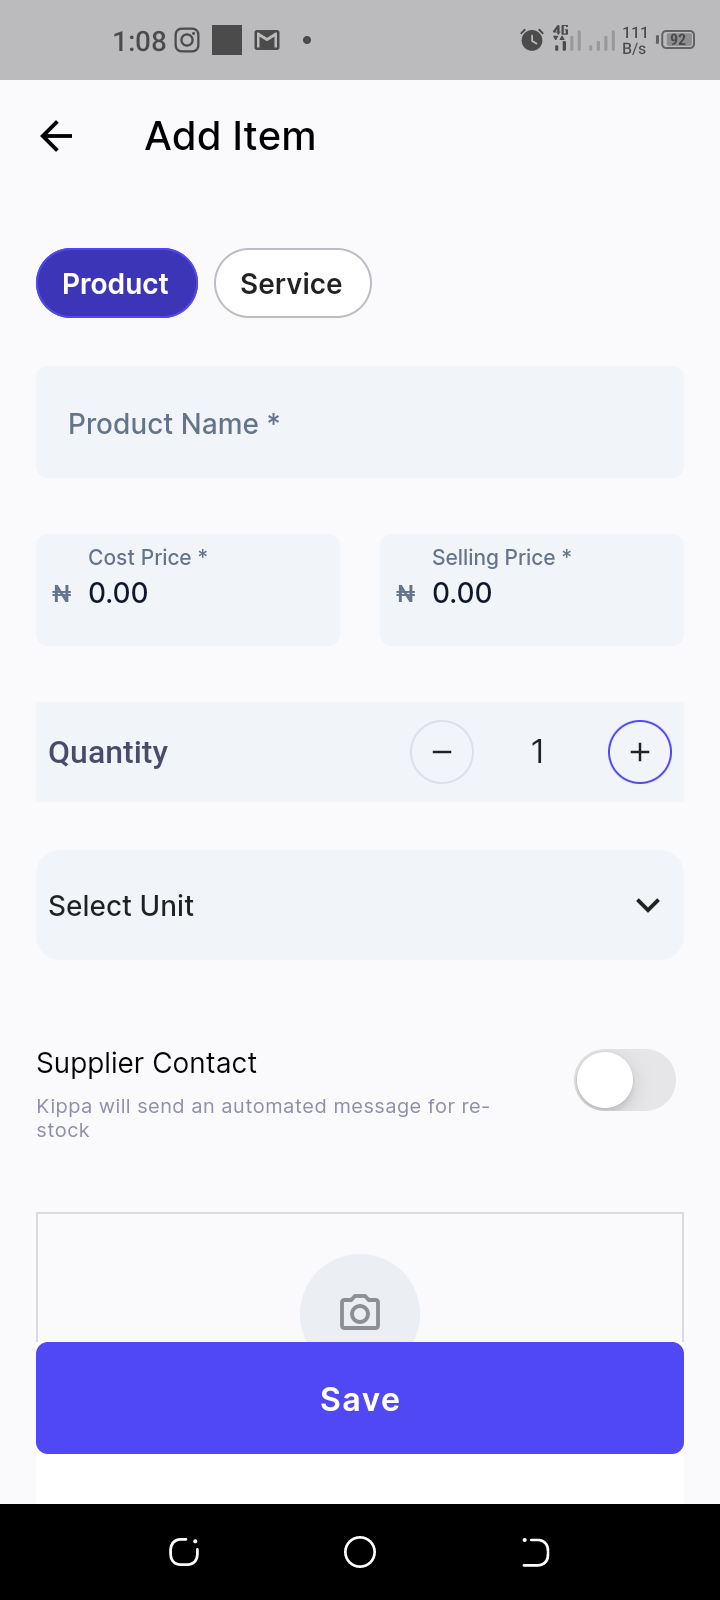 1:08
4G
111
B/s
92
Add Item
Product Service
Product Name *
Cost Price * Selling Price *
₦ 0.00 ₦ 0.00
Quantity − 1 +
Select Unit
Supplier Contact
Kippa will send an automated message for re-
stock
Save